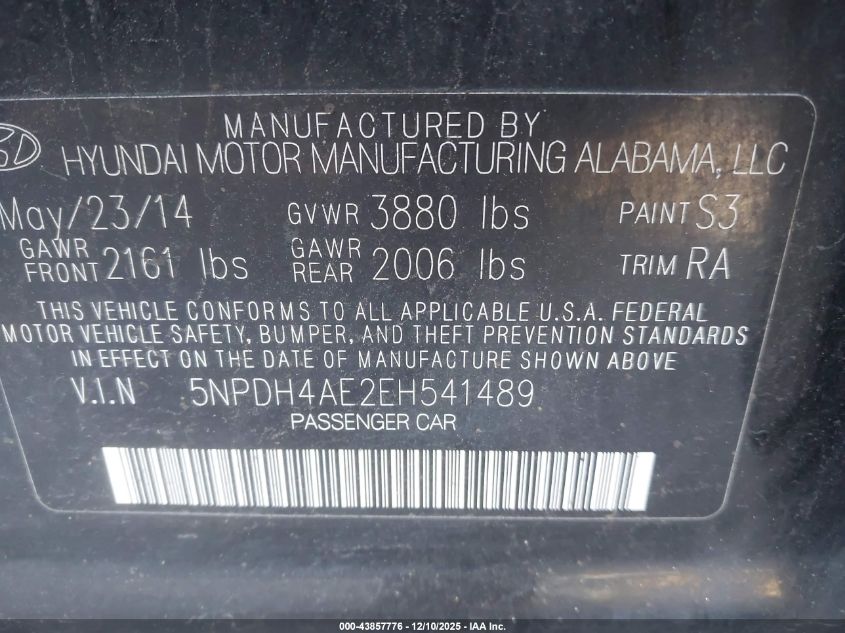 MANUFACTURED BY
HYUNDAI MOTOR MANUFACTURING ALABAMA, LLC
May/23/14 GVWR 3880 lbs PAINT S3
GAWR FRONT 2161 lbs GAWR REAR 2006 lbs TRIM RA
THIS VEHICLE CONFORMS TO ALL APPLICABLE U.S.A. FEDERAL
MOTOR VEHICLE SAFETY, BUMPER, AND THEFT PREVENTION STANDARDS
IN EFFECT ON THE DATE OF MANUFACTURE SHOWN ABOVE
V.I.N 5NPDH4AE2EH541489
PASSENGER CAR
000-43857776 - 12/10/2025 - IAA Inc.